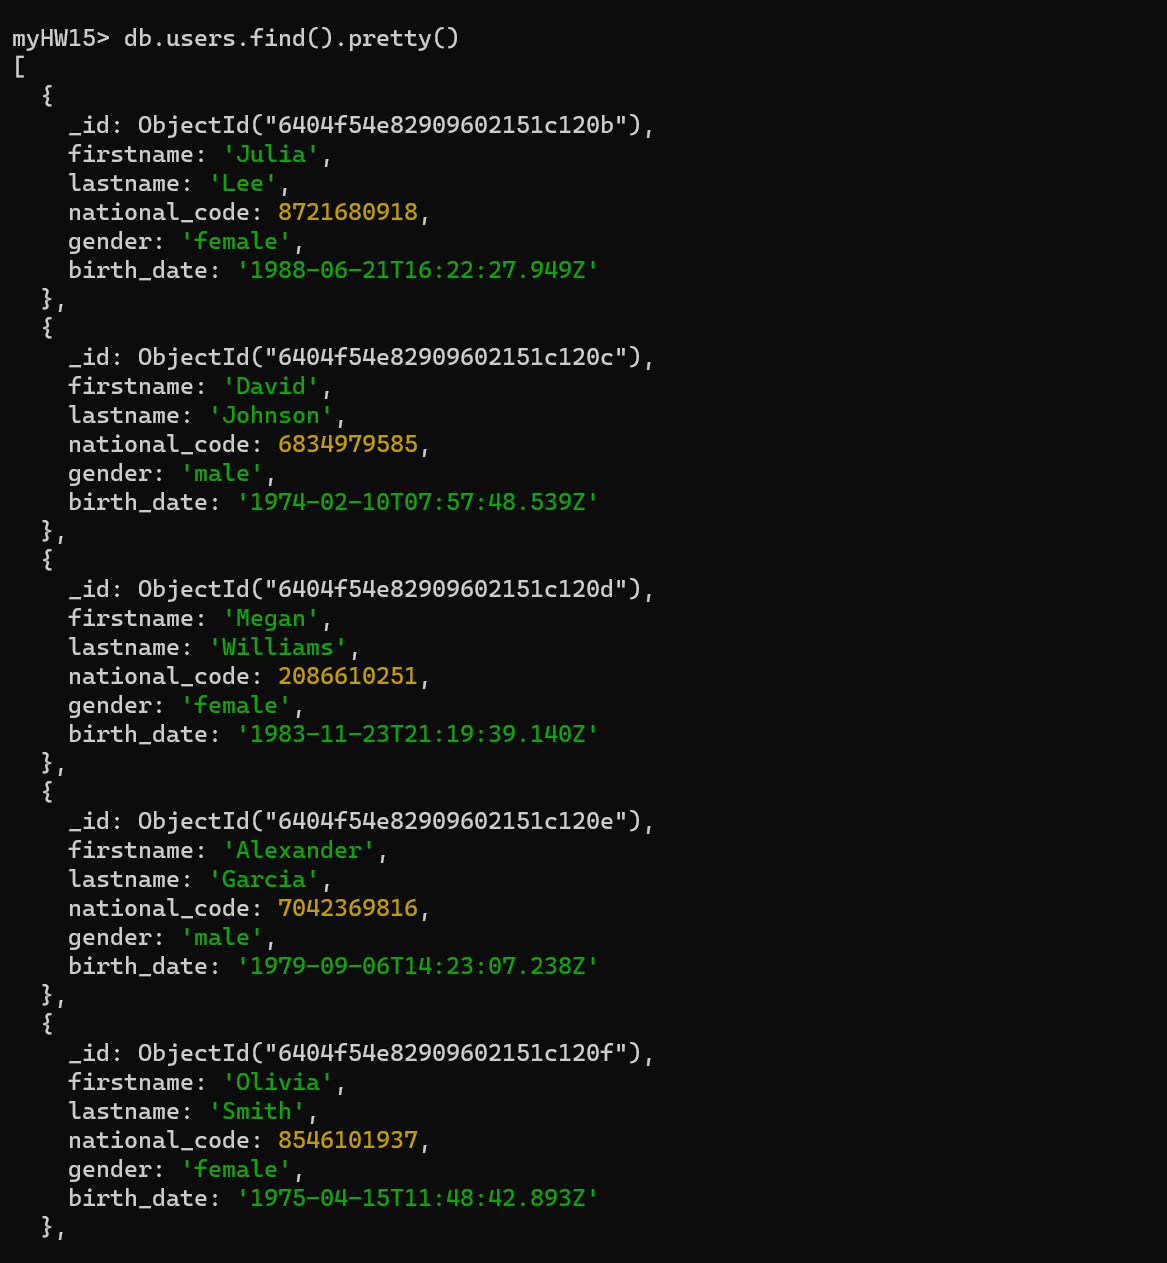 myHW15> db.users.find().pretty()
[
  {
    _id: ObjectId("6404f54e82909602151c120b"),
    firstname: 'Julia',
    lastname: 'Lee',
    national_code: 8721680918,
    gender: 'female',
    birth_date: '1988-06-21T16:22:27.949Z'
  },
  {
    _id: ObjectId("6404f54e82909602151c120c"),
    firstname: 'David',
    lastname: 'Johnson',
    national_code: 6834979585,
    gender: 'male',
    birth_date: '1974-02-10T07:57:48.539Z'
  },
  {
    _id: ObjectId("6404f54e82909602151c120d"),
    firstname: 'Megan',
    lastname: 'Williams',
    national_code: 2086610251,
    gender: 'female',
    birth_date: '1983-11-23T21:19:39.140Z'
  },
  {
    _id: ObjectId("6404f54e82909602151c120e"),
    firstname: 'Alexander',
    lastname: 'Garcia',
    national_code: 7042369816,
    gender: 'male',
    birth_date: '1979-09-06T14:23:07.238Z'
  },
  {
    _id: ObjectId("6404f54e82909602151c120f"),
    firstname: 'Olivia',
    lastname: 'Smith',
    national_code: 8546101937,
    gender: 'female',
    birth_date: '1975-04-15T11:48:42.893Z'
  },